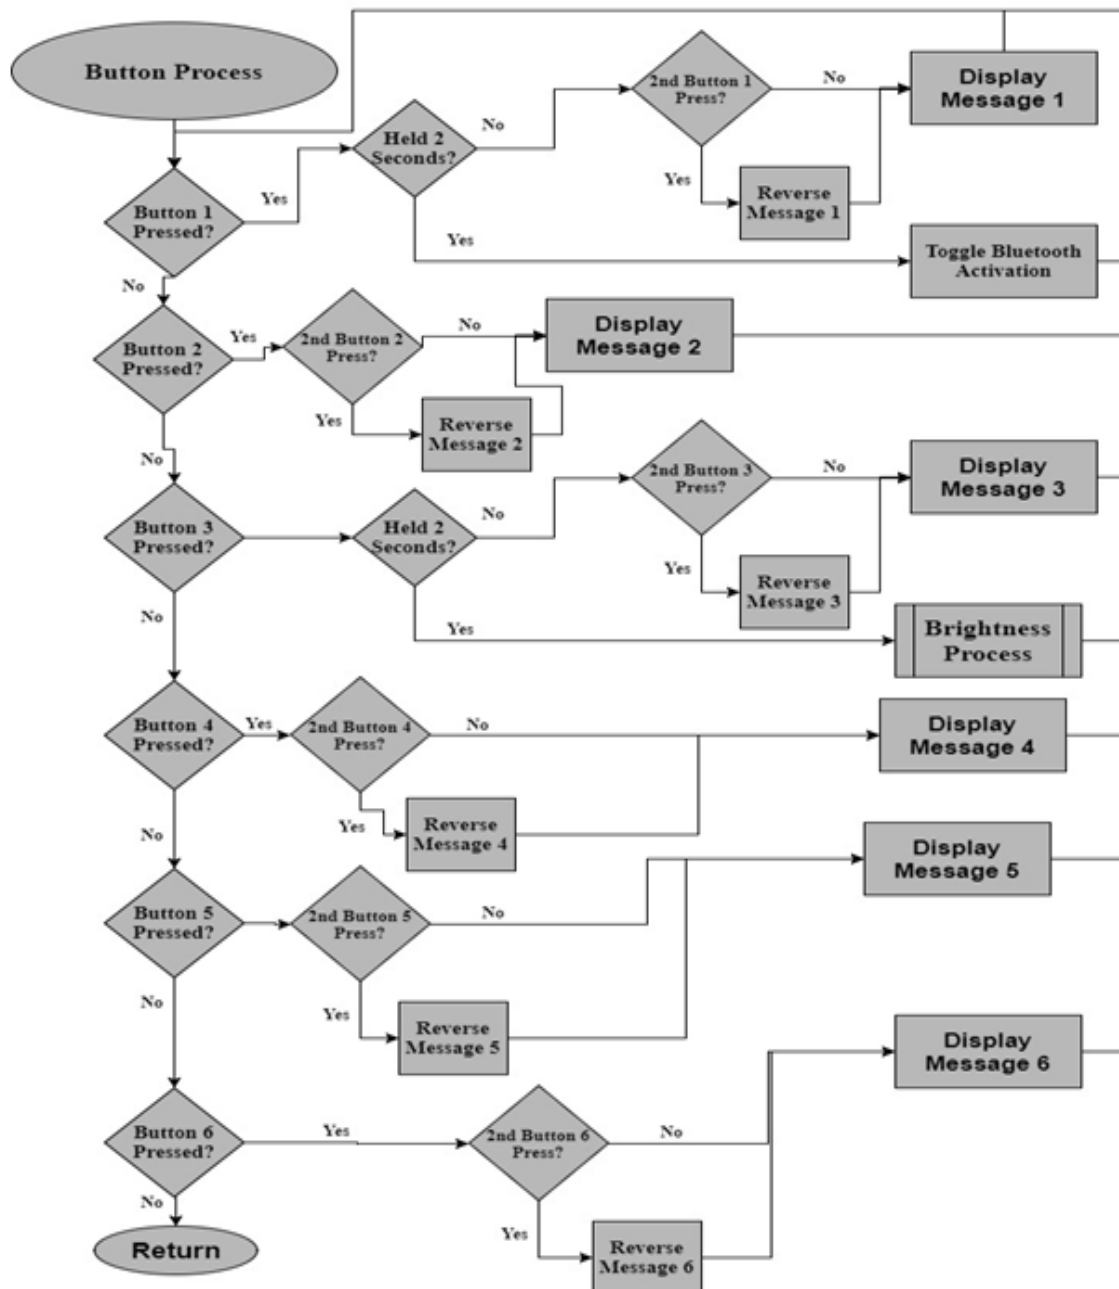 Button Process
2nd Button 1
Press?
No
Display
Message 1
Held 2
Seconds?
No
Yes
Reverse
Message 1
Yes
Button 1
Pressed?
Yes
Toggle Bluetooth
Activation
No
Button 2
Pressed?
Yes
2nd Button 2
Press?
No
Display
Message 2
Yes
Reverse
Message 2
No
2nd Button 3
Press?
No
Display
Message 3
Button 3
Pressed?
Held 2
Seconds?
No
Yes
Reverse
Message 3
No
Yes
Brightness
Process
Button 4
Pressed?
Yes
2nd Button 4
Press?
No
Display
Message 4
No
Yes
Reverse
Message 4
Display
Message 5
Button 5
Pressed?
2nd Button 5
Press?
No
No
Yes
Reverse
Message 5
Display
Message 6
Button 6
Pressed?
Yes
2nd Button 6
Press?
No
No
Yes
Reverse
Message 6
Return